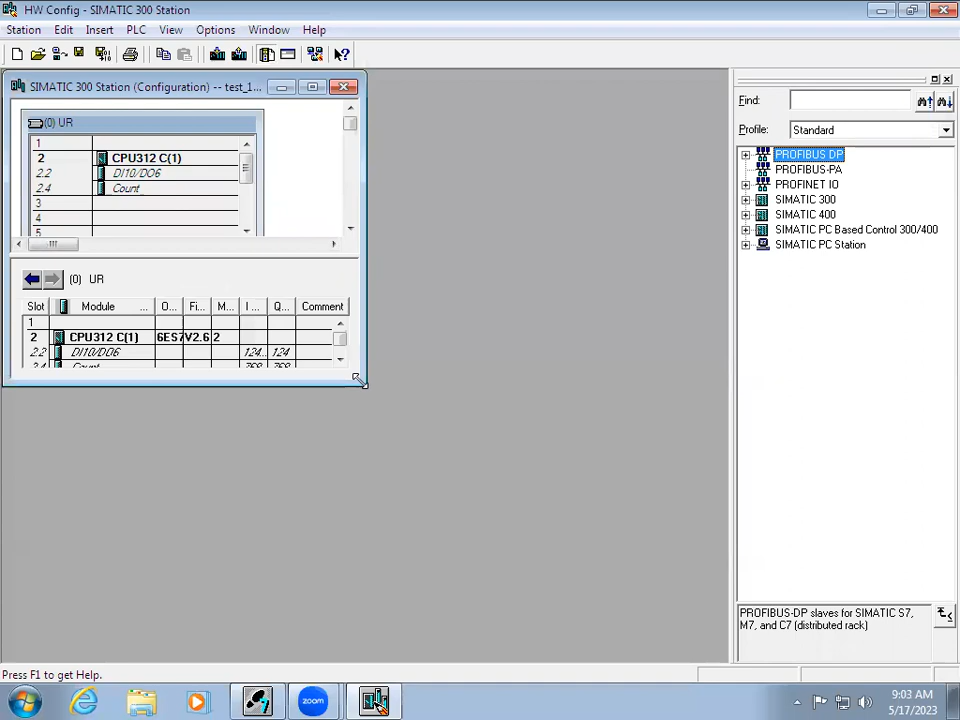 HW Config - SIMATIC 300 Station
Station Edit Insert PLC View Options Window Help
SIMATIC 300 Station (Configuration) -- test_1...
(0) UR
1
2 CPU312 C(1)
2.2 DI10/DO6
2.4 Count
3
4
5
(0) UR
Slot Module ... O... Fi... M... I ... Q... Comment
1
2 CPU312 C(1) 6ES7 V2.6 2
2.2 DI10/DO6 124... 124
2.4 Count 768 768
Find:
Profile: Standard
PROFIBUS DP
PROFIBUS-PA
PROFINET IO
SIMATIC 300
SIMATIC 400
SIMATIC PC Based Control 300/400
SIMATIC PC Station
PROFIBUS-DP slaves for SIMATIC S7,
M7, and C7 (distributed rack)
Press F1 to get Help.
zoom
9:03 AM
5/17/2023